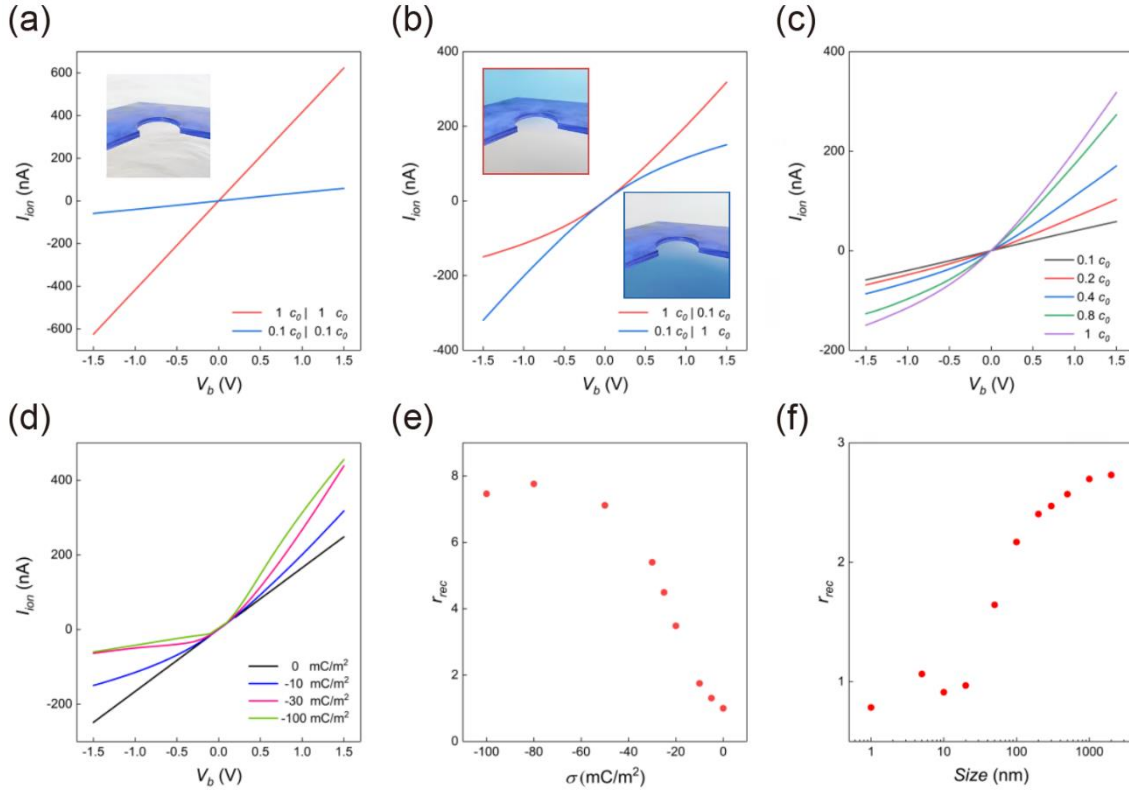 (a)
600
400
200
0
-200
-400
-600
I_ion (nA)
-1.5 -1.0 -0.5 0.0 0.5 1.0 1.5
V_b (V)
1 c_0 | 1 c_0
0.1 c_0 | 0.1 c_0
(b)
400
200
0
-200
-400
I_ion (nA)
-1.5 -1.0 -0.5 0.0 0.5 1.0 1.5
V_b (V)
1 c_0 | 0.1 c_0
0.1 c_0 | 1 c_0
(c)
400
200
0
-200
I_ion (nA)
-1.5 -1.0 -0.5 0.0 0.5 1.0 1.5
V_b (V)
0.1 c_0
0.2 c_0
0.4 c_0
0.8 c_0
1 c_0
(d)
400
200
0
-200
I_ion (nA)
-1.5 -1.0 -0.5 0.0 0.5 1.0 1.5
V_b (V)
0 mC/m²
-10 mC/m²
-30 mC/m²
-100 mC/m²
(e)
8
6
4
2
0
r_rec
-100 -80 -60 -40 -20 0
σ (mC/m²)
(f)
3
2
1
r_rec
1 10 100 1000
Size (nm)